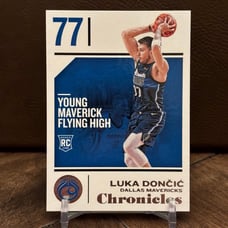 77
YOUNG
MAVERICK
FLYING HIGH
RC
LUKA DONČIĆ
DALLAS MAVERICKS
Chronicles